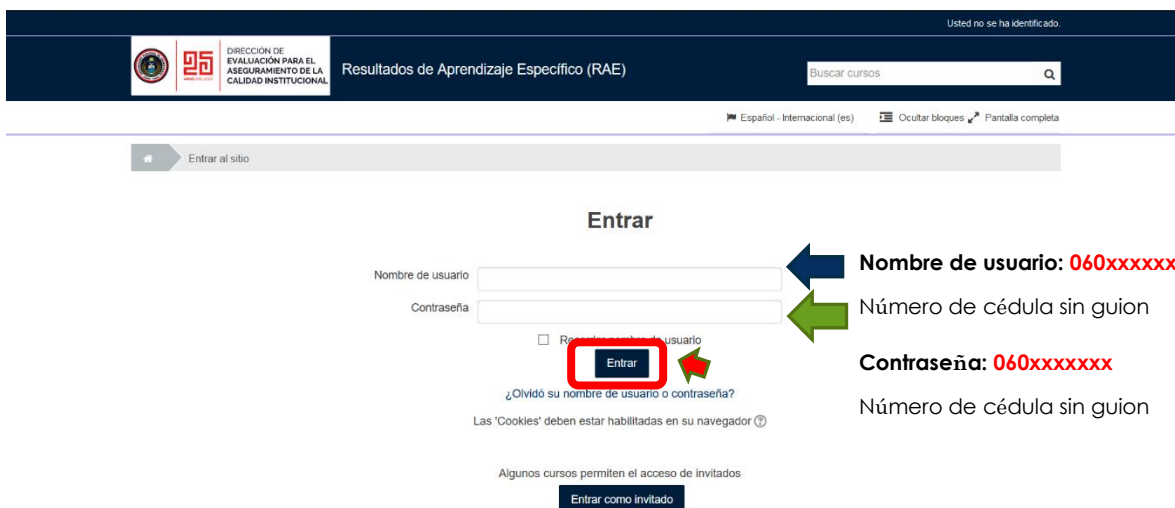 Usted no se ha identificado.
DIRECCIÓN DE
EVALUACIÓN PARA EL
ASEGURAMIENTO DE LA
CALIDAD INSTITUCIONAL
Resultados de Aprendizaje Específico (RAE)
Buscar cursos
Español - Internacional (es)
Ocultar bloques
Pantalla completa
Entrar al sitio
Entrar
Nombre de usuario
Contraseña
usuario
Entrar
¿Olvidó su nombre de usuario o contraseña?
Las 'Cookies' deben estar habilitadas en su navegador
Algunos cursos permiten el acceso de invitados
Entrar como invitado
Nombre de usuario: 060xxxxxx
Número de cédula sin guion
Contraseña: 060xxxxxxx
Número de cédula sin guion